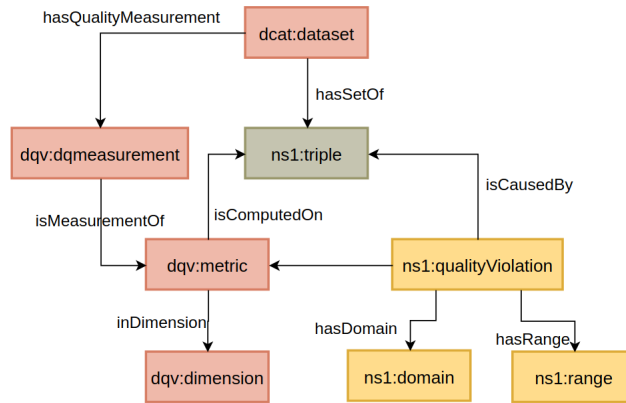 hasQualityMeasurement
dcat:dataset
hasSetOf
dqv:dqmeasurement
ns1:triple
isCausedBy
isMeasurementOf
isComputedOn
dqv:metric
ns1:qualityViolation
inDimension
hasDomain
hasRange
dqv:dimension
ns1:domain
ns1:range